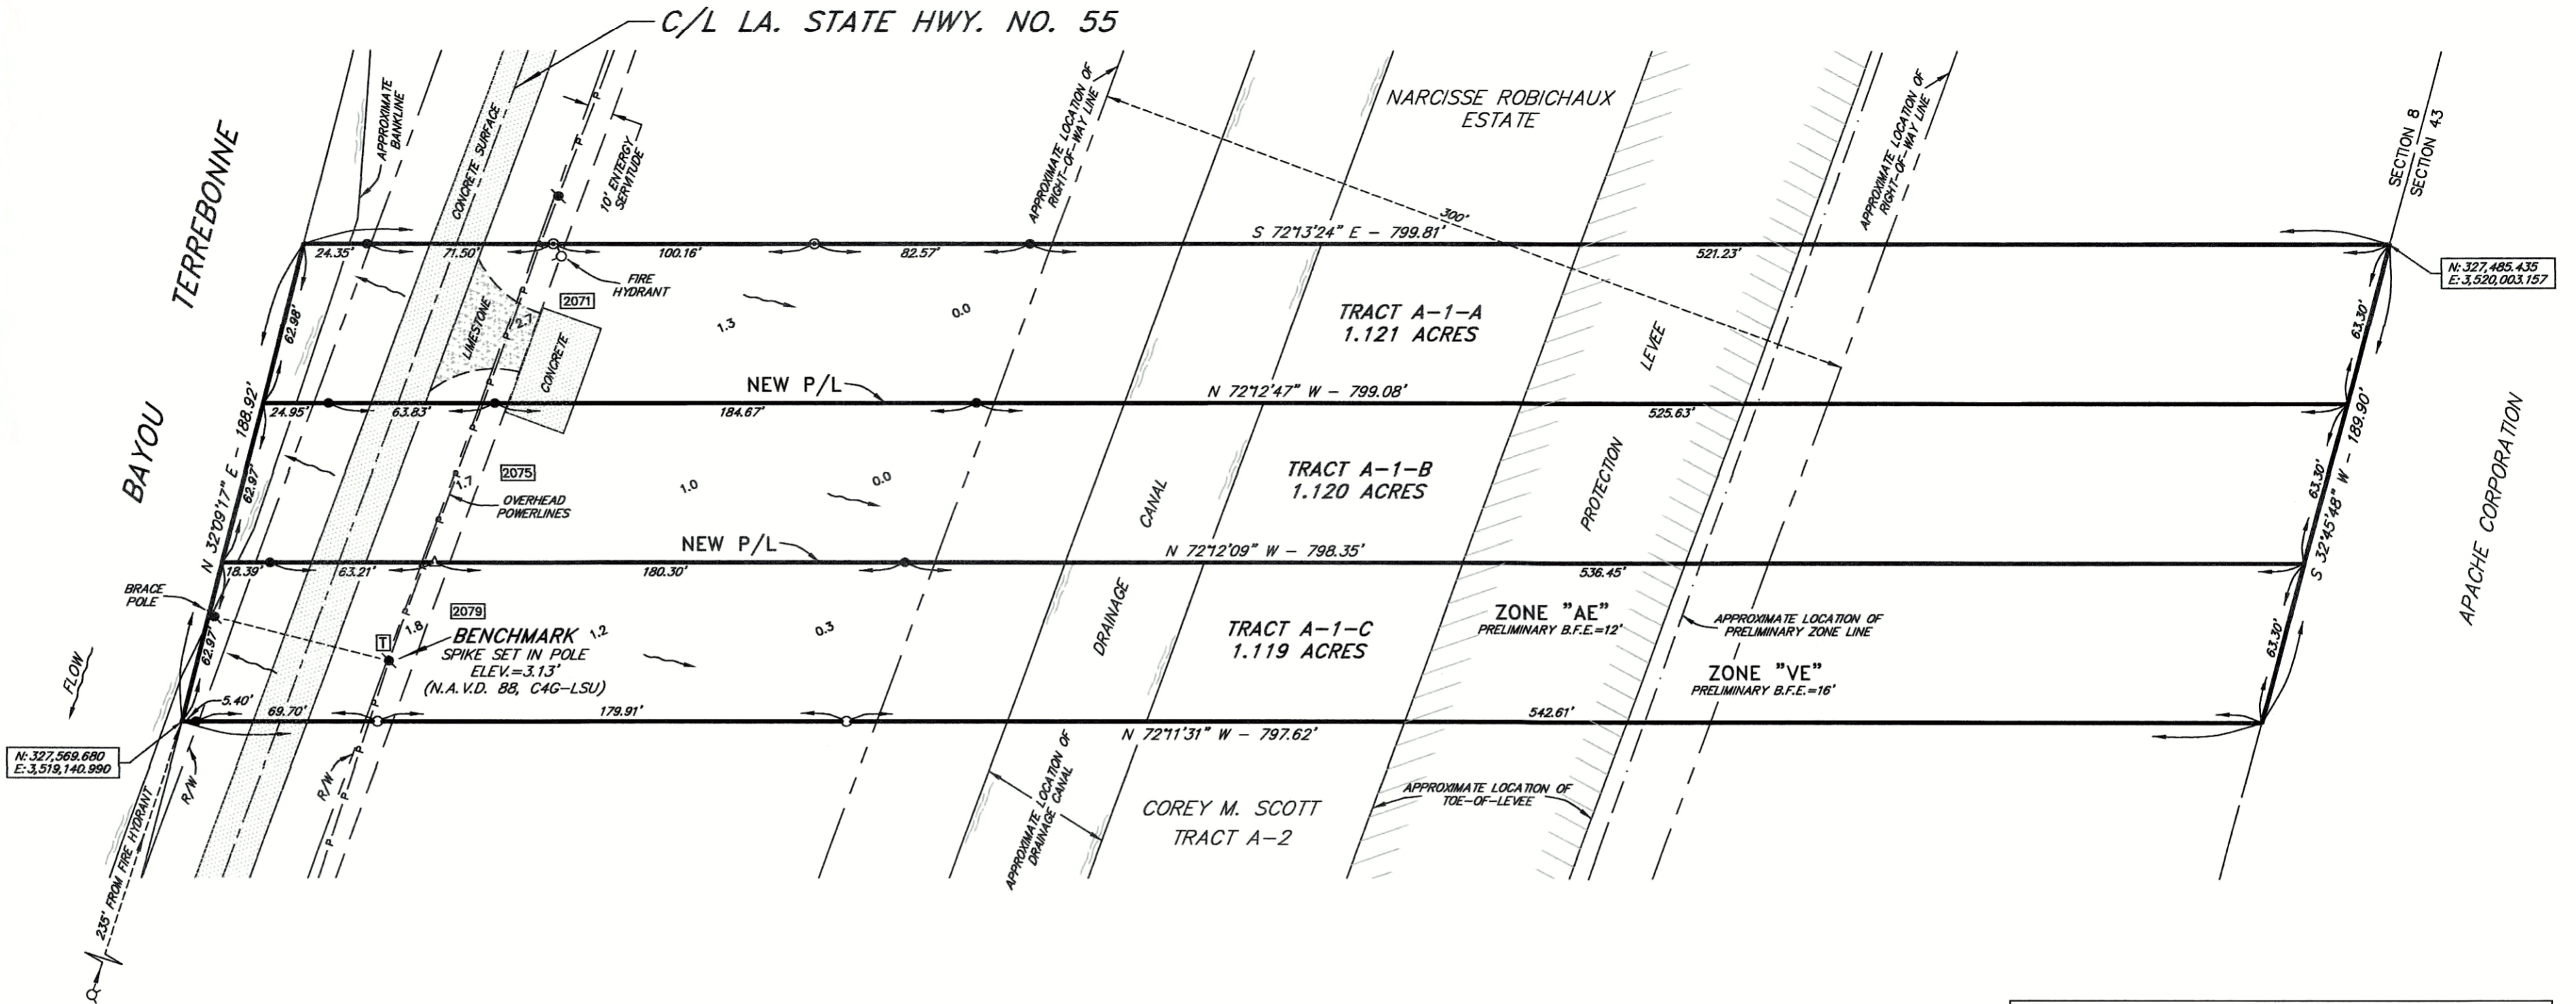 C/L LA. STATE HWY. NO. 55
APPROXIMATE
BANKLINE
CONCRETE SURFACE
10' ENTERGY
SERVITUDE
APPROXIMATE LOCATION OF
RIGHT-OF-WAY LINE
NARCISSE ROBICHAUX
ESTATE
300'
APPROXIMATE LOCATION OF
RIGHT-OF-WAY LINE
SECTION 8
SECTION 43
BAYOU TERREBONNE
S 72°13'24" E - 799.81'
24.35'
71.50'
100.16'
82.57'
521.23'
N: 327,485.435
E: 3,520,003.157
FIRE
HYDRANT
2071
LIMESTONE
2.7
CONCRETE
1.3
0.0
TRACT A-1-A
1.121 ACRES
62.98'
63.30'
LEVEE
NEW P/L
N 72°12'47" W - 799.08'
24.95'
63.83'
184.67'
525.63'
N 32°09'17" E - 188.92'
62.97'
2075
1.7
OVERHEAD
POWERLINES
1.0
0.0
CANAL
TRACT A-1-B
1.120 ACRES
PROTECTION
63.30'
S 32°45'48" W - 189.90'
APACHE CORPORATION
NEW P/L
N 72°12'09" W - 798.35'
18.39'
63.21'
180.30'
536.45'
BRACE
POLE
2079
T
1.8
BENCHMARK
SPIKE SET IN POLE
ELEV.=3.13'
(N.A.V.D. 88, C4G-LSU)
1.2
0.3
DRAINAGE
TRACT A-1-C
1.119 ACRES
ZONE "AE"
PRELIMINARY B.F.E.=12'
APPROXIMATE LOCATION OF
PRELIMINARY ZONE LINE
ZONE "VE"
PRELIMINARY B.F.E.=16'
62.97'
63.30'
FLOW
5.40'
69.70'
179.91'
542.61'
N 72°11'31" W - 797.62'
N: 327,569.680
E: 3,519,140.990
R/W
R/W
235' FROM FIRE HYDRANT
APPROXIMATE LOCATION OF
DRAINAGE CANAL
COREY M. SCOTT
TRACT A-2
APPROXIMATE LOCATION OF
TOE-OF-LEVEE
P
P
P
P
P
P
P
P
P
P
P
P
P
P